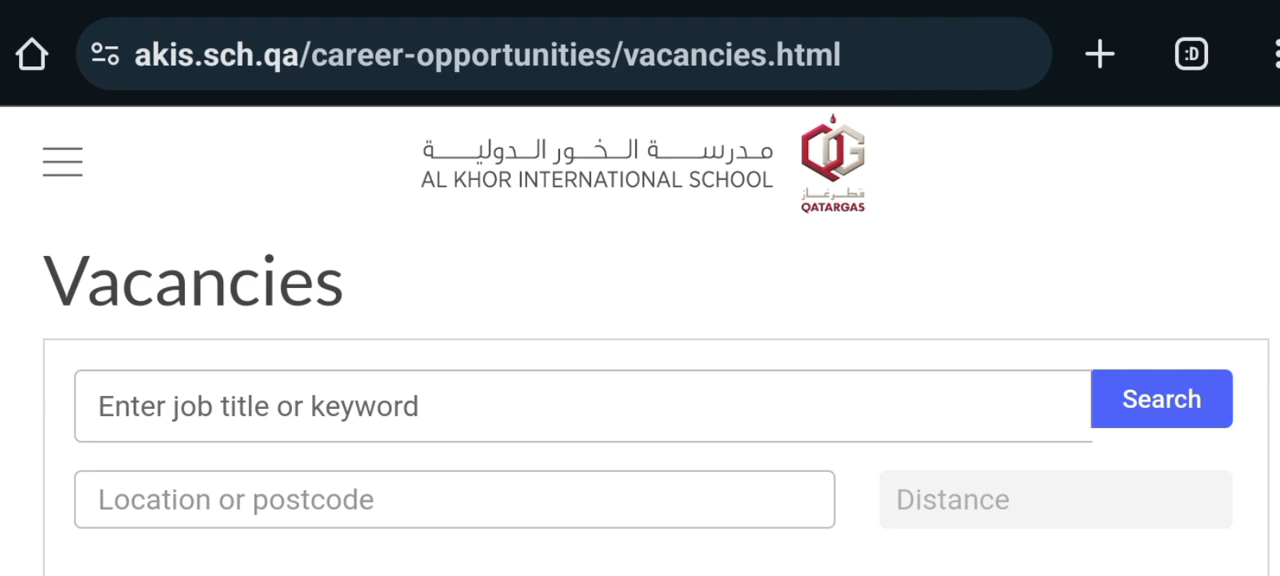 akis.sch.qa/career-opportunities/vacancies.html
:D
مدرسة الخور الدولية
AL KHOR INTERNATIONAL SCHOOL
قطرغاز
QATARGAS
Vacancies
Enter job title or keyword
Search
Location or postcode
Distance